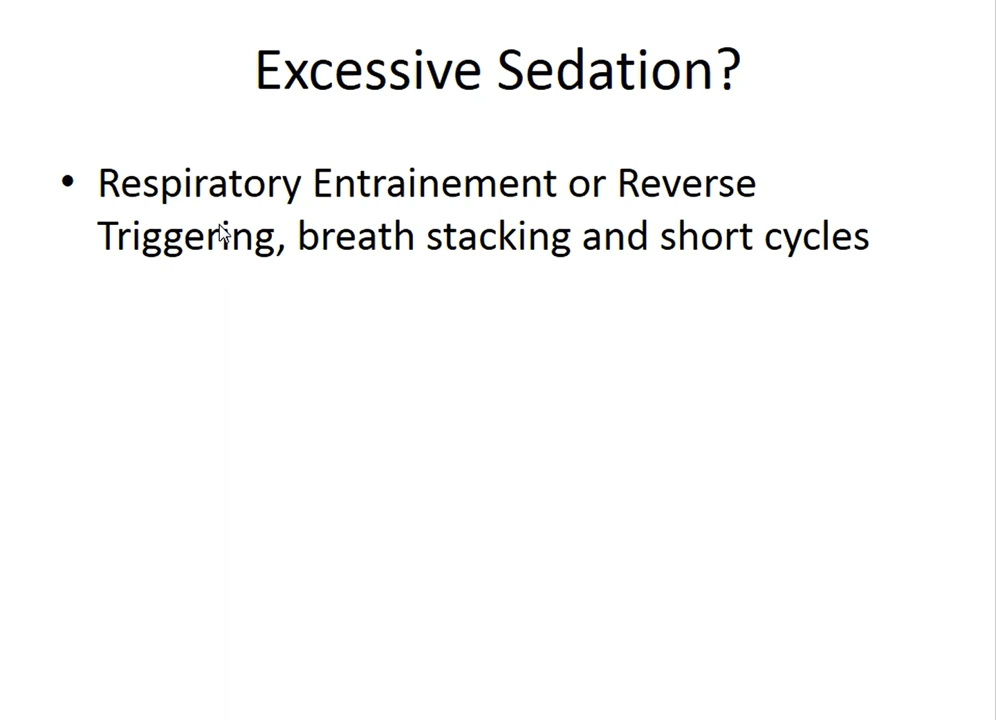 Excessive Sedation?
• Respiratory Entrainement or Reverse
Triggering, breath stacking and short cycles